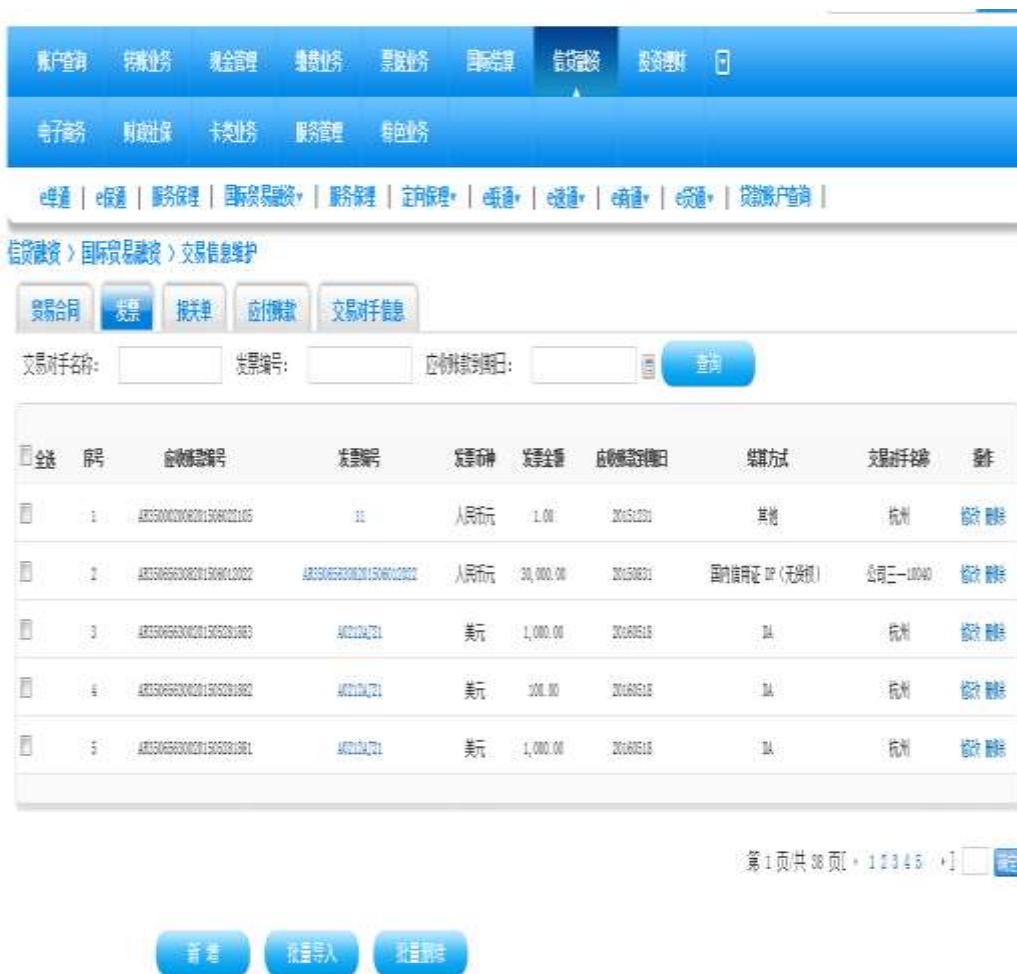 账户查询 转账业务 现金管理 缴费业务 票据业务 国际结算 信贷融资 投资理财
电子商务 财政社保 卡类业务 服务管理 特色业务
e单通 | e保通 | 服务保理 | 国际贸易融资 | 服务保理 | 定向保理 | | e速通 | e商通 | e贷通 | 贷款账户查询 |
信贷融资 > 国际贸易融资 > 交易信息维护
贸易合同 发票 报关单 应付账款 交易对手信息
交易对手名称: 发票编号: 应收账款到期日: 查询
全选 序号 应收账款编号 发票编号 发票币种 发票金额 应收账款到期日 结算方式 交易对手名称 操作
1 11 人民币元 1.00 20151231 其他 杭州 修改 删除
2 人民币元 30,000.00 20150831 国内信用证 DP (无货权) 公司三—10040 修改 删除
3 美元 1,000.00 20160518 DA 杭州 修改 删除
4 美元 100.00 20160518 DA 杭州 修改 删除
5 美元 1,000.00 20160518 DA 杭州 修改 删除
第 1 页/共 38 页[ 1 2 3 4 5 ] 确定
新 增 批量导入 批量删除